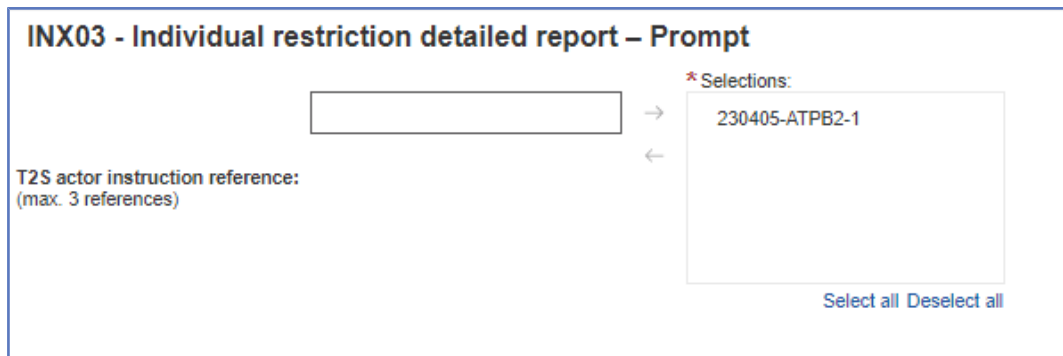 INX03 - Individual restriction detailed report – Prompt
* Selections:
230405-ATPB2-1
T2S actor instruction reference:
(max. 3 references)
Select all Deselect all